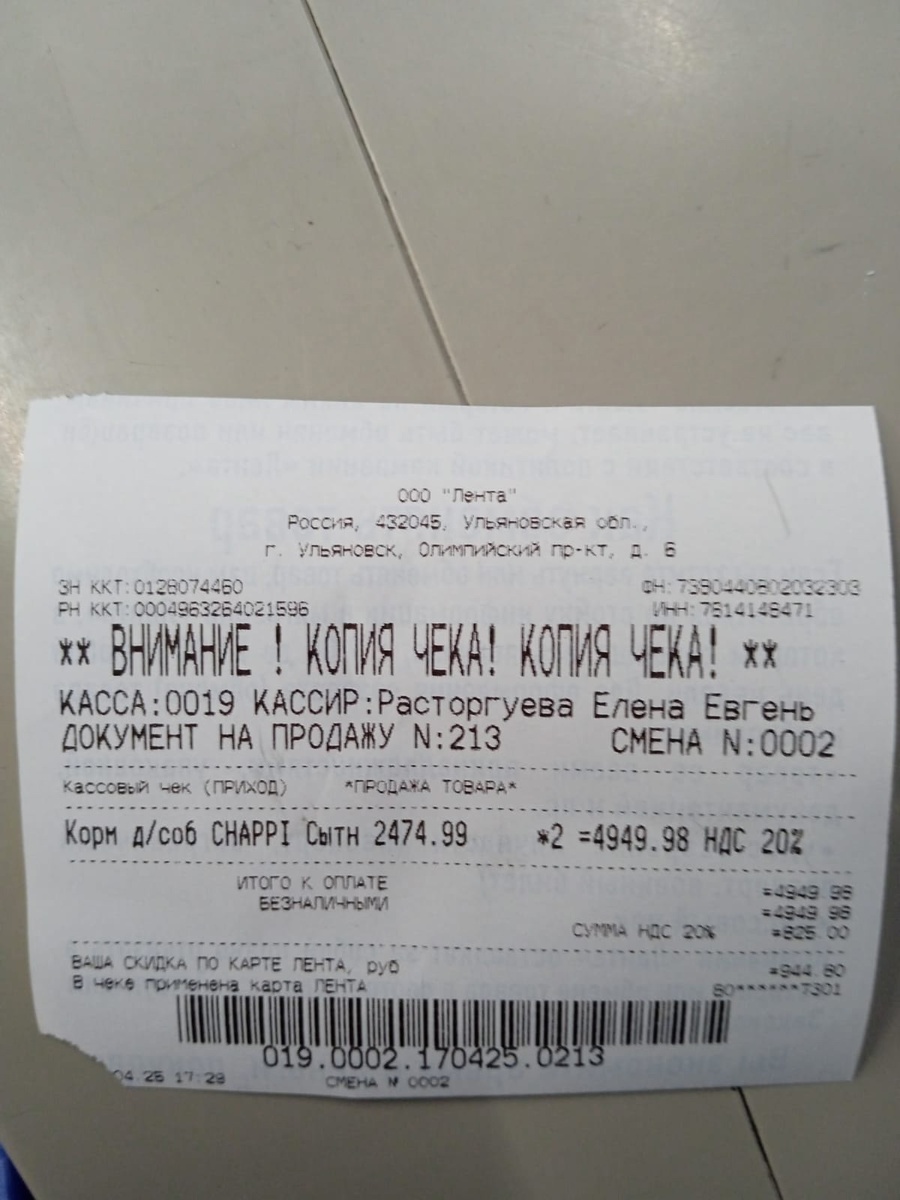 ООО "Лента"
Россия, 432045, Ульяновская обл.,
г. Ульяновск, Олимпийский пр-кт, д. 6
ЗН ККТ:0128074460 ФН:7380440802032303
РН ККТ:0004963264021596 ИНН:7814148471
** ВНИМАНИЕ ! КОПИЯ ЧЕКА! КОПИЯ ЧЕКА! **
КАССА:0019 КАССИР:Расторгуева Елена Евгень
ДОКУМЕНТ НА ПРОДАЖУ N:213 СМЕНА N:0002
Кассовый чек (ПРИХОД) *ПРОДАЖА ТОВАРА*
Корм д/соб CHAPPI Сытн 2474.99 *2 =4949.98 НДС 20%
ИТОГО К ОПЛАТЕ =4949.98
БЕЗНАЛИЧНЫМИ =4949.98
СУММА НДС 20% =825.00
ВАША СКИДКА ПО КАРТЕ ЛЕНТА, руб =944.80
В чеке применена карта ЛЕНТА 80******7301
019.0002.170425.0213
04.25 17:28 СМЕНА № 0002